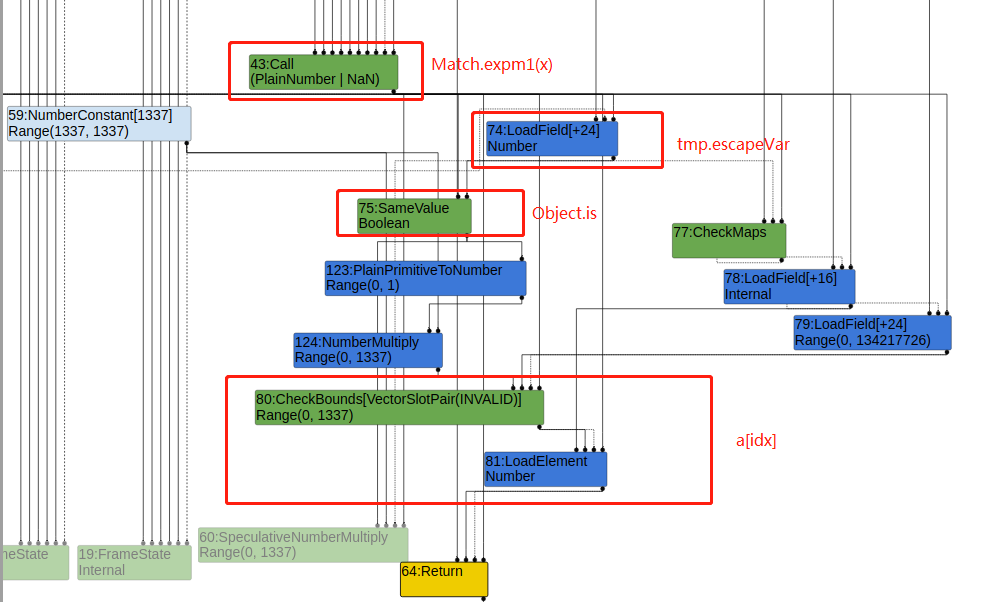 43:Call
(PlainNumber | NaN)
Match.expm1(x)
59:NumberConstant[1337]
Range(1337, 1337)
74:LoadField[+24]
Number
tmp.escapeVar
75:SameValue
Boolean
Object.is
77:CheckMaps
123:PlainPrimitiveToNumber
Range(0, 1)
78:LoadField[+16]
Internal
79:LoadField[+24]
Range(0, 134217726)
124:NumberMultiply
Range(0, 1337)
80:CheckBounds[VectorSlotPair(INVALID)]
Range(0, 1337)
a[idx]
81:LoadElement
Number
60:SpeculativeNumberMultiply
Range(0, 1337)
neState
19:FrameState
Internal
64:Return